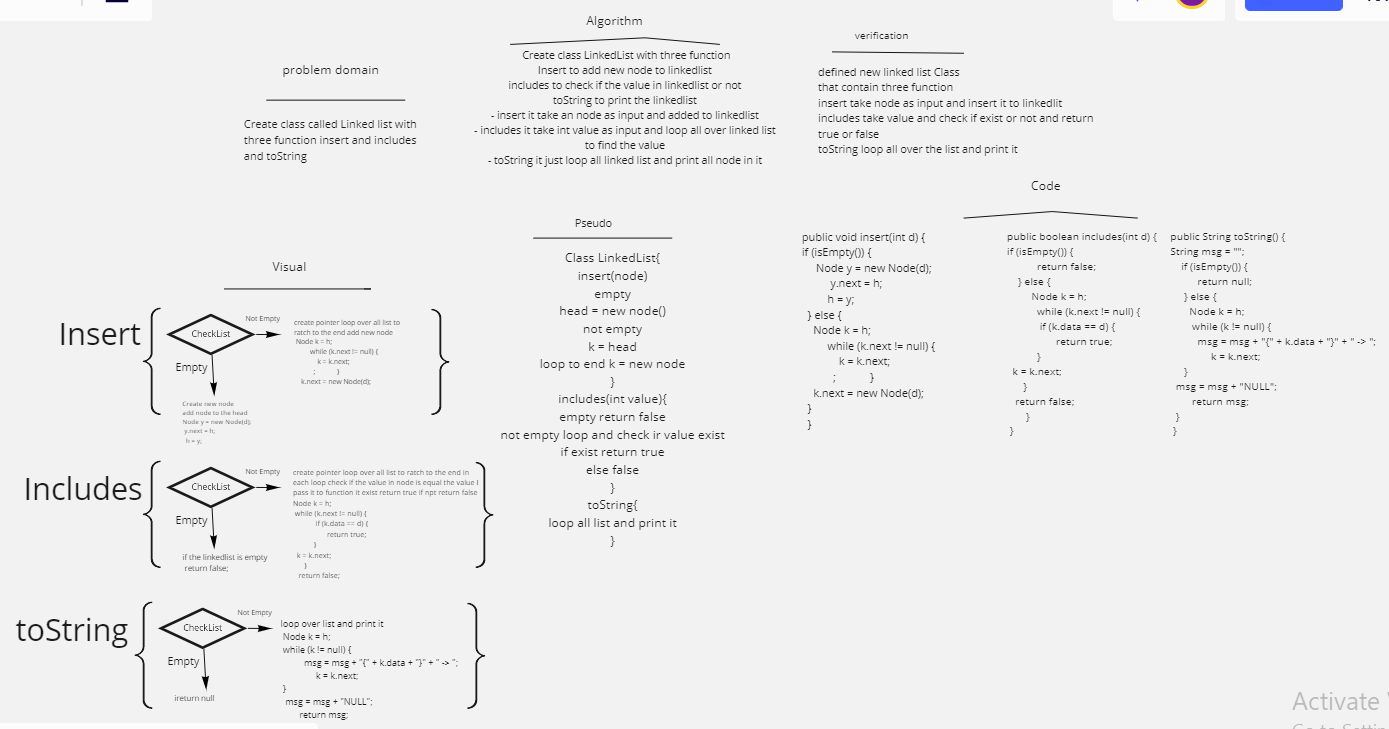 Algorithm
Create class LinkedList with three function
Insert to add new node to linkedlist
includes to check if the value in linkedlist or not
toString to print the linkedlist
- insert it take an node as input and added to linkedlist
- includes it take int value as input and loop all over linked list
to find the value
- toString it just loop all linked list and print all node in it
verification
defined new linked list Class
that contain three function
insert take node as input and insert it to linkedlit
includes take value and check if exist or not and return
true or false
toString loop all over the list and print it
problem domain
Create class called Linked list with
three function insert and includes
and toString
Code
public void insert(int d) {
if (isEmpty()) {
Node y = new Node(d);
y.next = h;
h = y;
} else {
Node k = h;
while (k.next != null) {
k = k.next;
; }
k.next = new Node(d);
}
}
public boolean includes(int d) {
if (isEmpty()) {
return false;
} else {
Node k = h;
while (k.next != null) {
if (k.data == d) {
return true;
}
k = k.next;
}
return false;
}
}
public String toString() {
String msg = "";
if (isEmpty()) {
return null;
} else {
Node k = h;
while (k != null) {
msg = msg + "{" + k.data + "}" + " -> ";
k = k.next;
}
msg = msg + "NULL";
return msg;
}
}
Pseudo
Class LinkedList{
insert(node)
empty
head = new node()
not empty
k = head
loop to end k = new node
}
includes(int value){
empty return false
not empty loop and check ir value exist
if exist return true
else false
}
toString{
loop all list and print it
}
Visual
Insert
CheckList
Not Empty
Empty
create pointer loop over all list to
ratch to the end add new node
Node k = h;
while (k.next != null) {
k = k.next;
; }
k.next = new Node(d);
Create new node
add node to the head
Node y = new Node(d);
y.next = h;
h = y;
Includes
CheckList
Not Empty
Empty
create pointer loop over all list to ratch to the end in
each loop check if the value in node is equal the value I
pass it to function it exist return true if npt return false
Node k = h;
while (k.next != null) {
if (k.data == d) {
return true;
}
k = k.next;
}
return false;
if the linkedlist is empty
return false;
toString
CheckList
Not Empty
Empty
loop over list and print it
Node k = h;
while (k != null) {
msg = msg + "{" + k.data + "}" + " -> ";
k = k.next;
}
msg = msg + "NULL";
return msg;
ireturn null
Activate